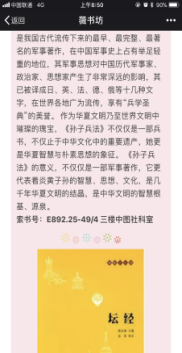 中国联通 4G
上午8:50
90%
返回
蒲书坊
是我国古代流传下来的最早、最完整、最著
名的军事著作，在中国军事史上占有举足轻
重的地位，其军事思想对中国历代军事家、
政治家、思想家产生了非常深远的影响，其
已被译成日、英、法、德、俄等十几种文
字，在世界各地广为流传，享有“兵学圣
典"的美誉。作为华夏文明乃至世界文明中
璀璨的瑰宝，《孙子兵法》不仅仅是一部兵
书，不仅止于中华文化中的重要遗产，她更
是华夏智慧与朴素思想的象征。《孙子兵
法》的意义，不仅仅是一部军事著作，它更
代表着炎黄子孙的智慧、思想、文化，是几
千年华夏文明的结晶，是中华文明的智慧根
基、源泉。
索书号：E892.25-49/4 三楼中图社科室
坛经